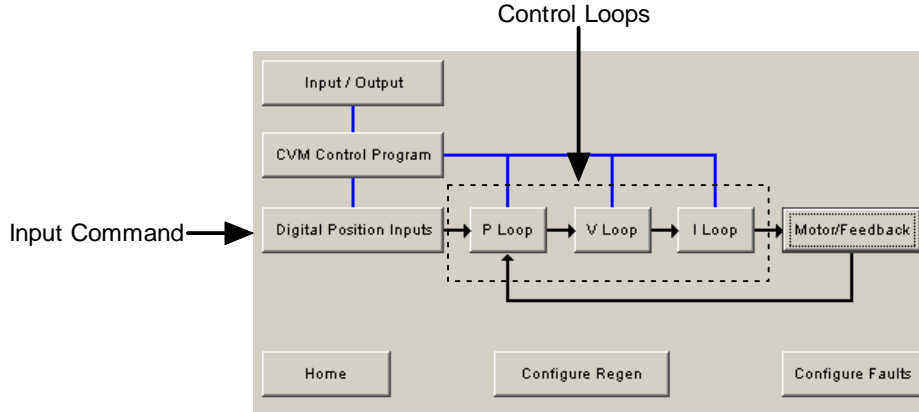 Control Loops
Input / Output
CVM Control Program
Input Command
Digital Position Inputs
P Loop
V Loop
I Loop
Motor/Feedback
Home
Configure Regen
Configure Faults